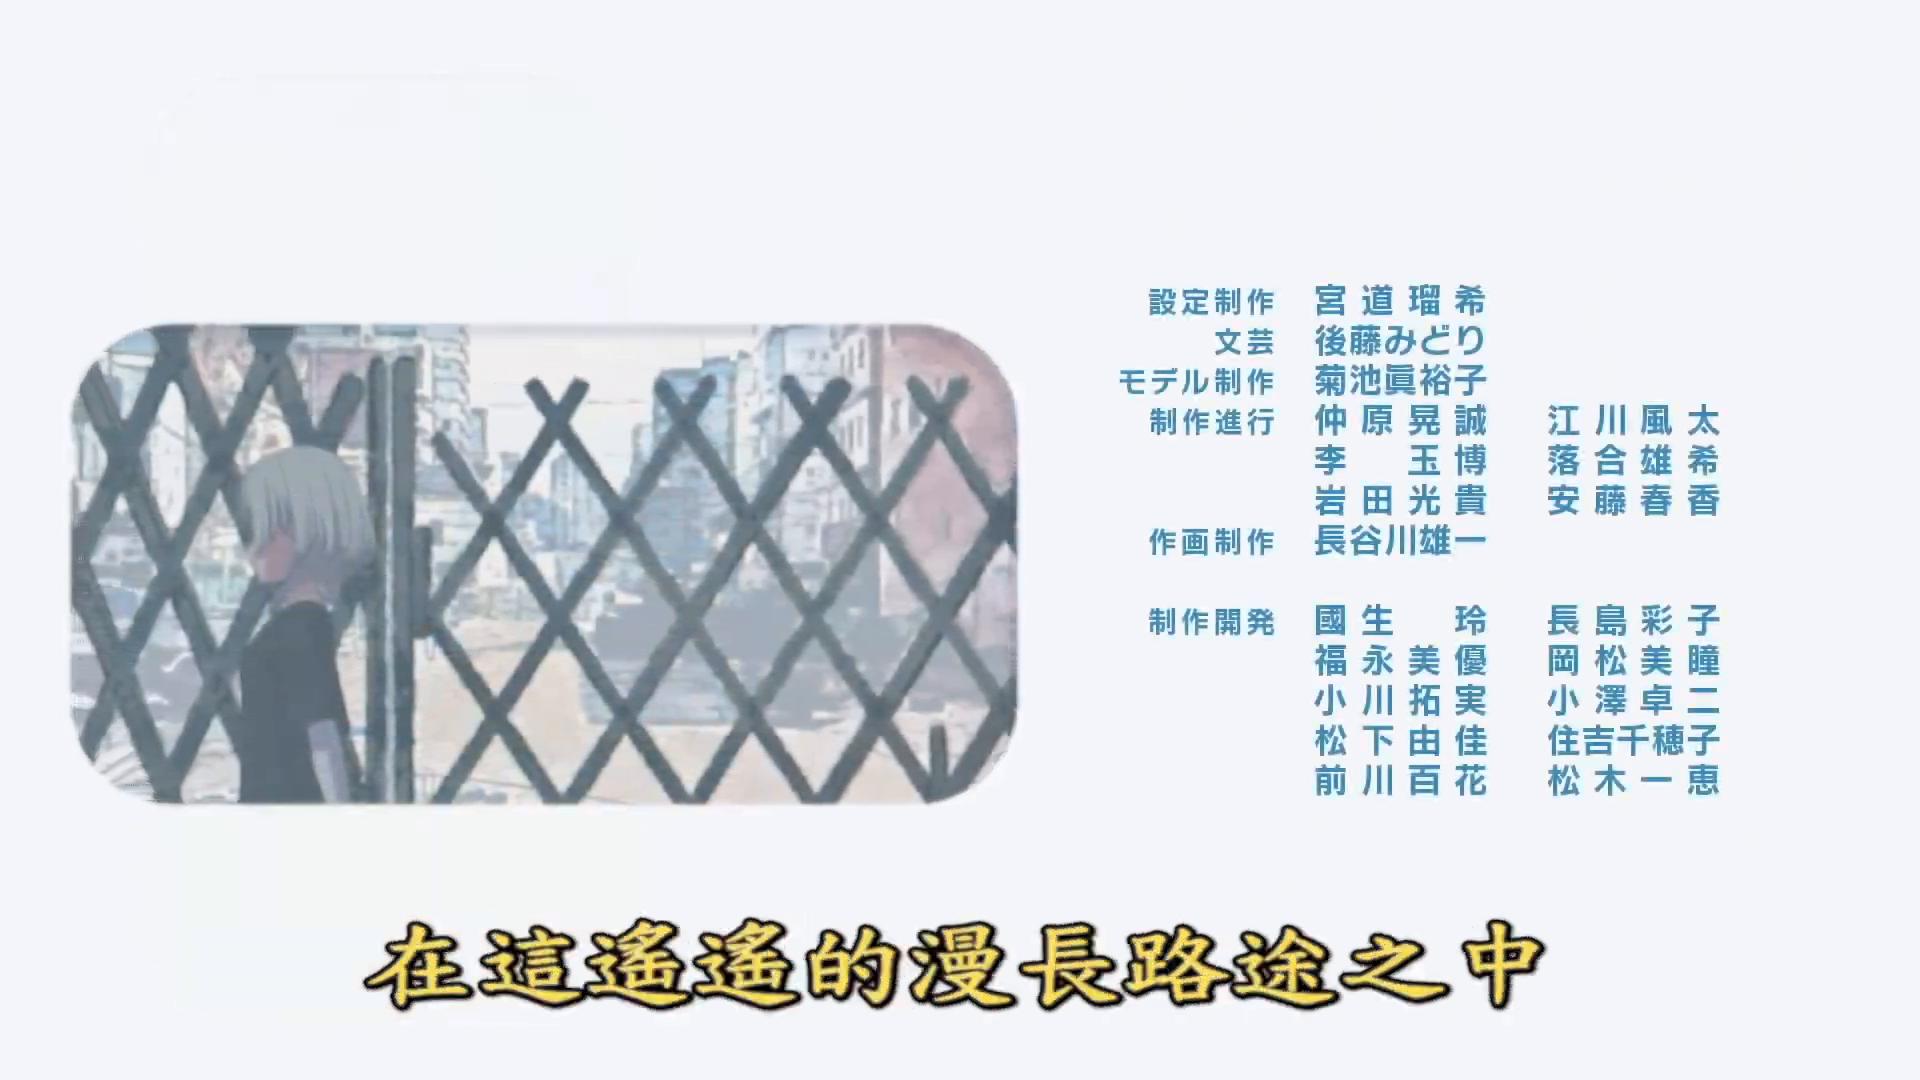 設定制作 宮道瑠希
文芸 後藤みどり
モデル制作 菊池眞裕子
制作進行 仲原晃誠 江川風太
李玉博 落合雄希
岩田光貴 安藤春香
作画制作 長谷川雄一
制作開発 國生玲 長島彩子
福永美優 岡松美瞳
小川拓実 小澤卓二
松下由佳 住吉千穂子
前川百花 松木一恵
在這遙遙的漫長路途之中